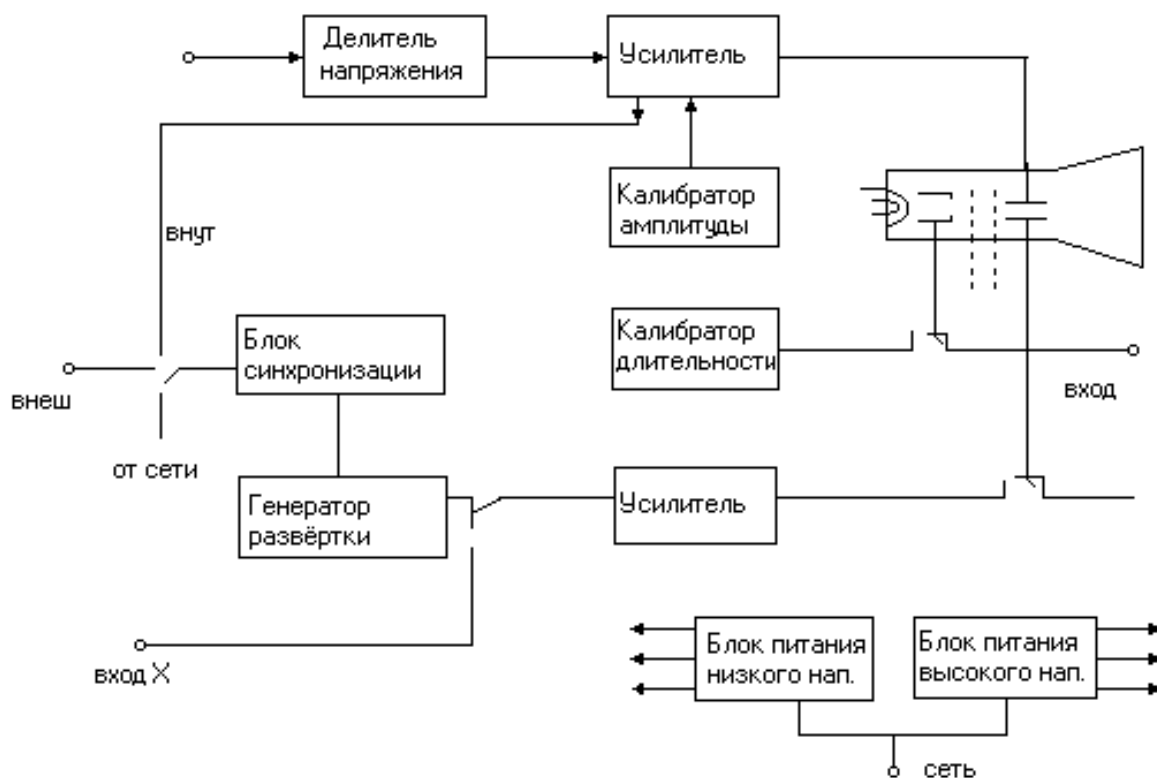 Делитель
напряжения
Усилитель
Калибратор
амплитуды
внут
Блок
синхронизации
Калибратор
длительности
внеш
вход
от сети
Генератор
развёртки
Усилитель
вход X
Блок питания
низкого нап.
Блок питания
высокого нап.
сеть